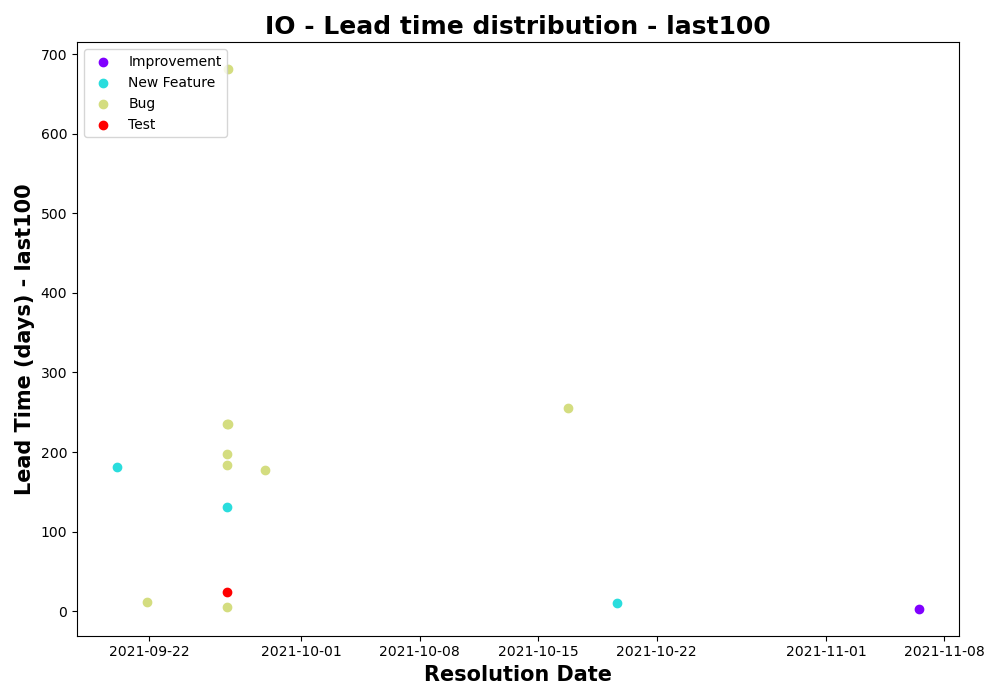 IO - Lead time distribution - last100
Improvement
New Feature
Bug
Test
Lead Time (days) - last100
700
600
500
400
300
200
100
0
2021-09-22 2021-10-01 2021-10-08 2021-10-15 2021-10-22 2021-11-01 2021-11-08
Resolution Date